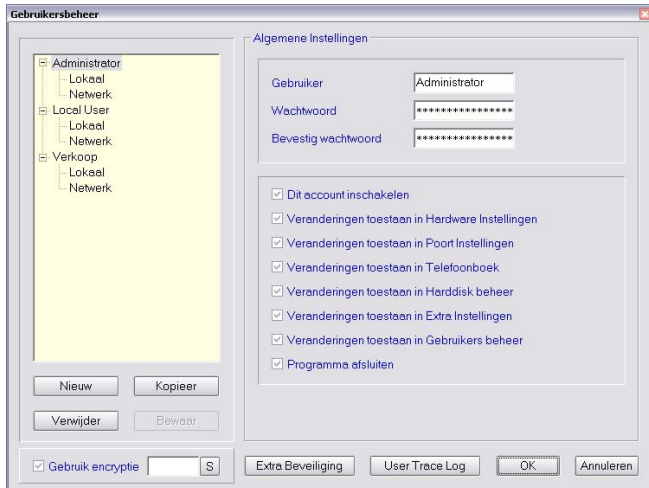 Gebruikersbeheer
Administrator
Lokaal
Netwerk
Local User
Lokaal
Netwerk
Verkoop
Lokaal
Netwerk
Nieuw
Kopieer
Verwijder
Bewaar
Gebruik encryptie
S
Algemene Instellingen
Gebruiker
Administrator
Wachtwoord
****************
Bevestig wachtwoord
****************
Dit account inschakelen
Veranderingen toestaan in Hardware Instellingen
Veranderingen toestaan in Poort Instellingen
Veranderingen toestaan in Telefoonboek
Veranderingen toestaan in Harddisk beheer
Veranderingen toestaan in Extra Instellingen
Veranderingen toestaan in Gebruikers beheer
Programma afsluiten
Extra Beveiliging
User Trace Log
OK
Annuleren